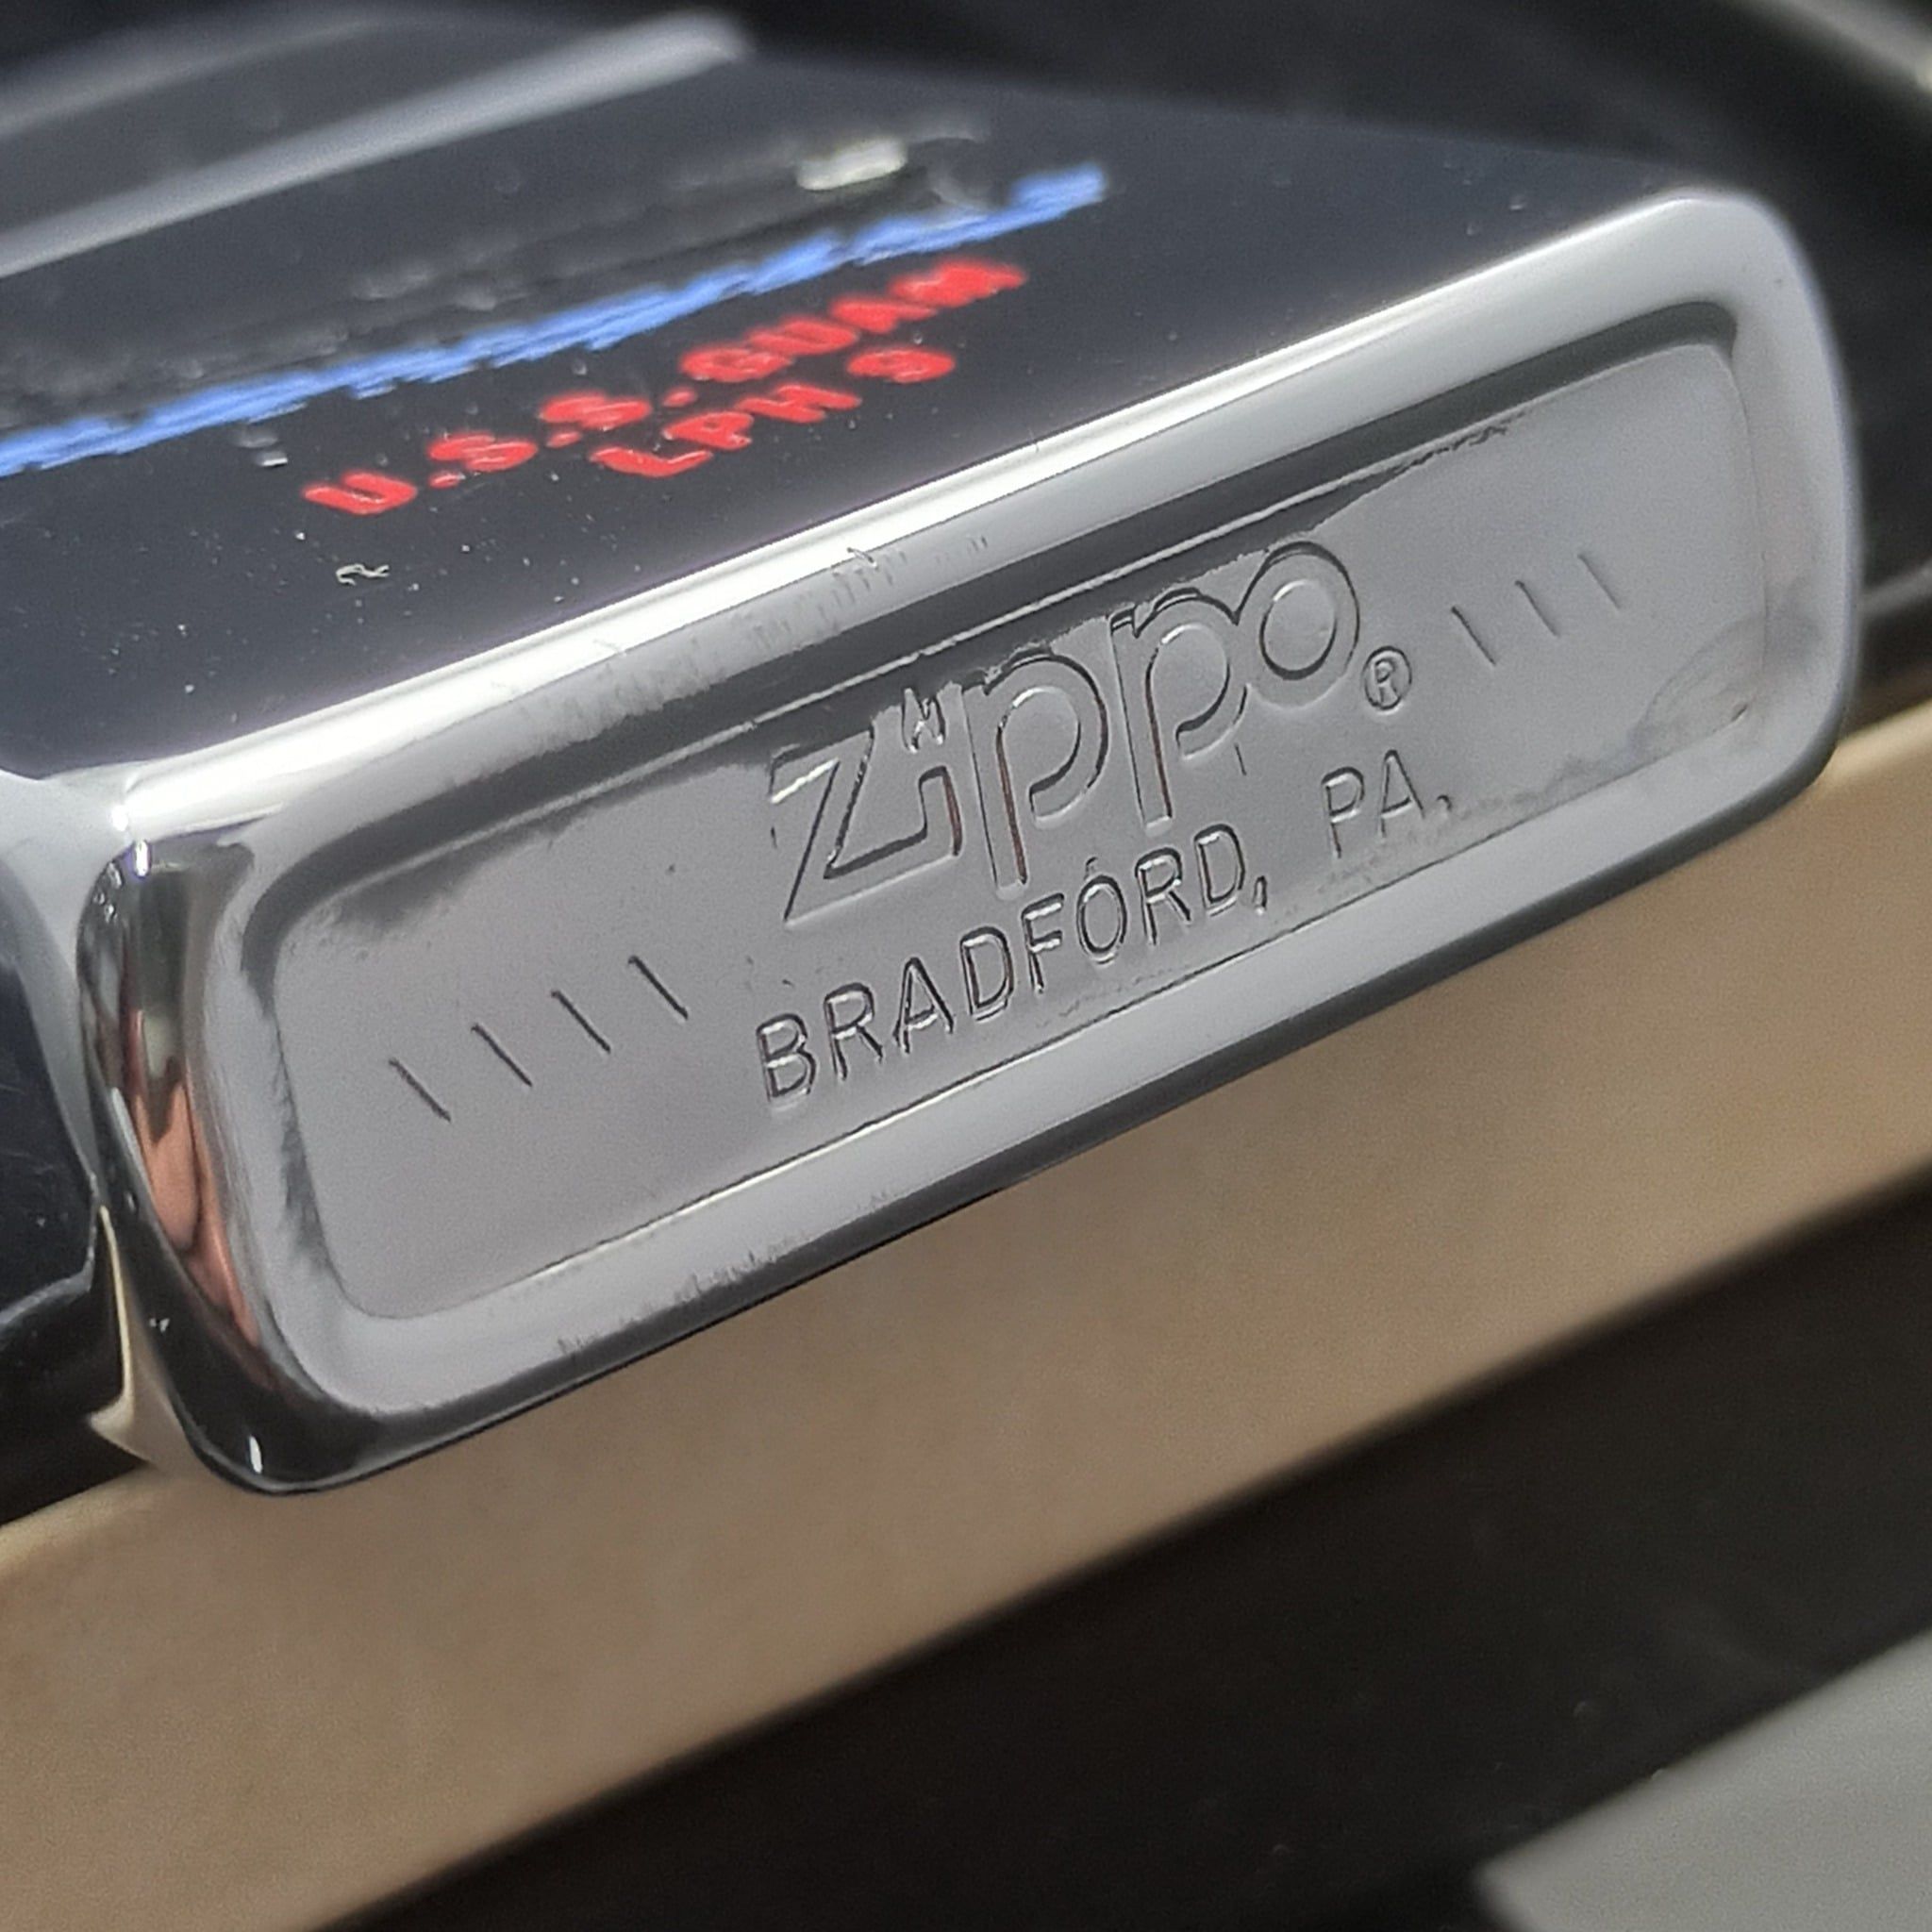 U.S.S. GUAM
LPH 9
\\\\ Zippo® \\\
BRADFORD, PA.